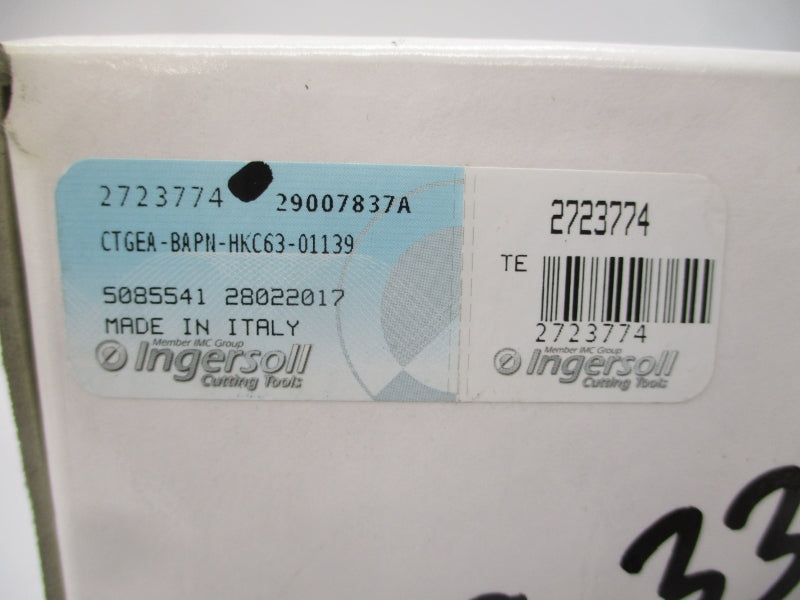 2723774 29007837A
CTGEA-BAPN-HKC63-01139
5085541 28022017
MADE IN ITALY
Member IMC Group
Ingersoll
Cutting Tools
2723774
TE
2723774
Member IMC Group
Ingersoll
Cutting Tools
33